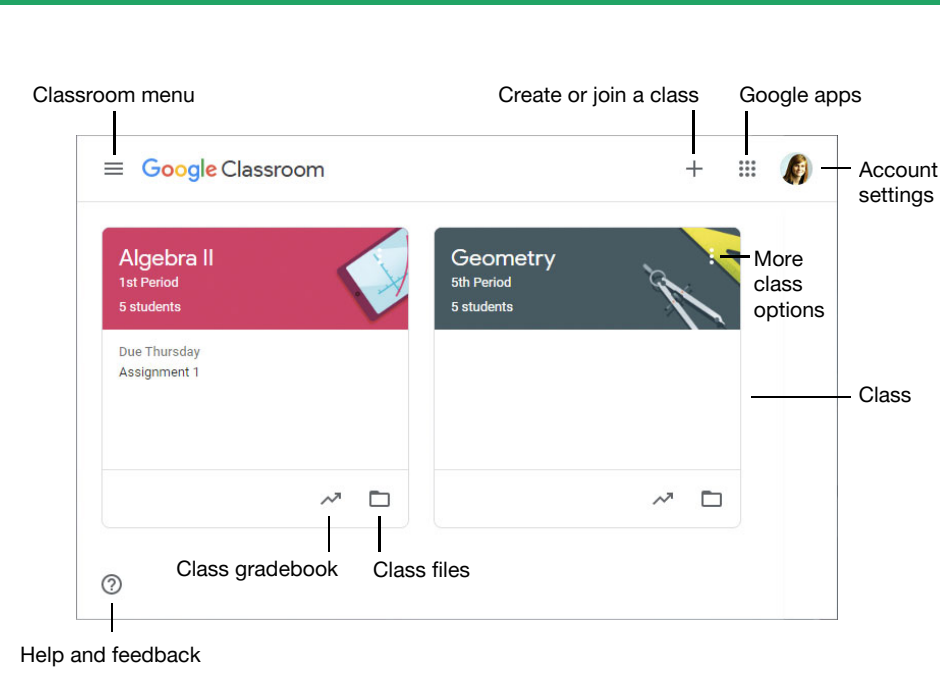 Classroom menu
Create or join a class
Google apps
Google Classroom
Account
settings
Algebra II
1st Period
5 students
Geometry
5th Period
5 students
More
class
options
Due Thursday
Assignment 1
Class
Class gradebook
Class files
Help and feedback